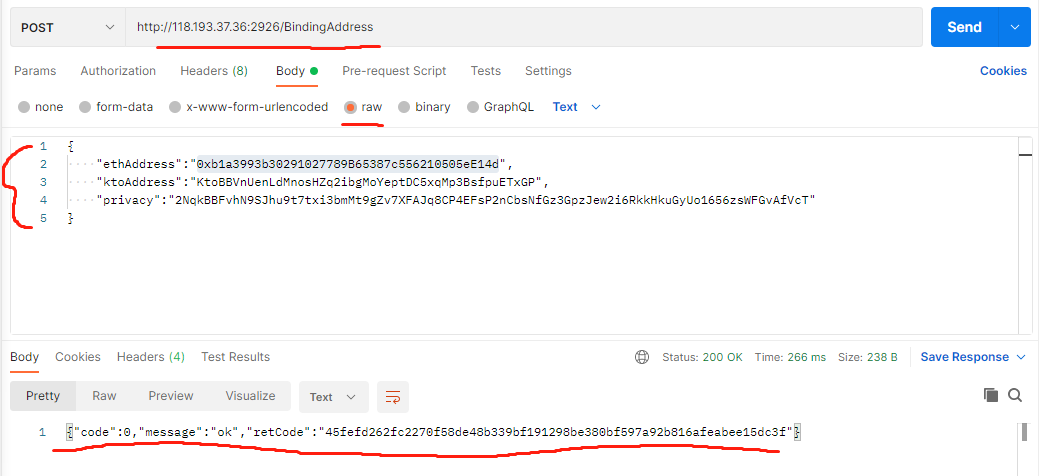 POST http://118.193.37.36:2926/BindingAddress Send
Params Authorization Headers (8) Body Pre-request Script Tests Settings Cookies
none form-data x-www-form-urlencoded raw binary GraphQL Text
1 {
2 "ethAddress":"0xb1a3993b30291027789B65387c556210505eE14d",
3 "ktoAddress":"KtoBBVnUenLdMnosHZq2ibgMoYeptDC5xqMp3BsfpuETxGP",
4 "privacy":"2NqkBBFvhN9SJhu9t7txi3bmMt9gZv7XFAJq8CP4EFsP2nCbsNfGz3GpzJew2i6RkkHkuGyUo1656zsWFGvAfVcT"
5 }
Body Cookies Headers (4) Test Results Status: 200 OK Time: 266 ms Size: 238 B Save Response
Pretty Raw Preview Visualize Text
1 {"code":0,"message":"ok","retCode":"45fefd262fc2270f58de48b339bf191298be380bf597a92b816afeabee15dc3f"}